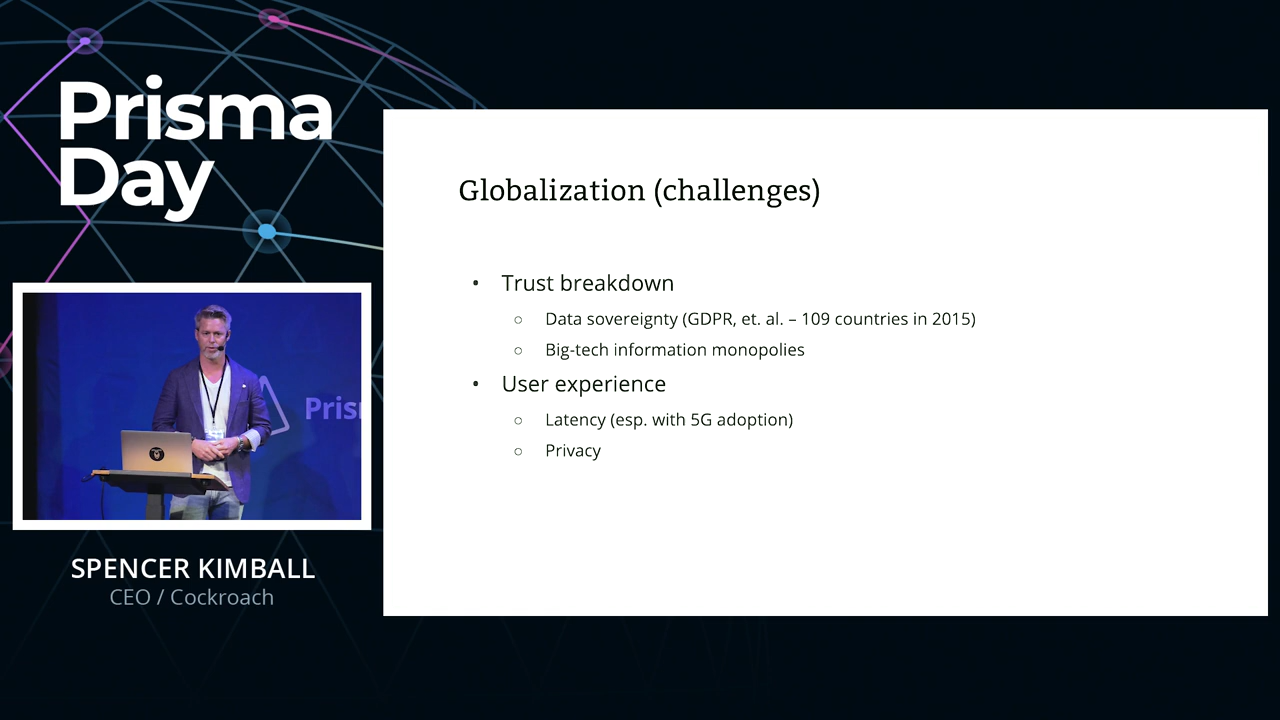 Prisma
Day
Globalization (challenges)
• Trust breakdown
○ Data sovereignty (GDPR, et. al. – 109 countries in 2015)
○ Big-tech information monopolies
• User experience
○ Latency (esp. with 5G adoption)
○ Privacy
Pris
SPENCER KIMBALL
CEO / Cockroach